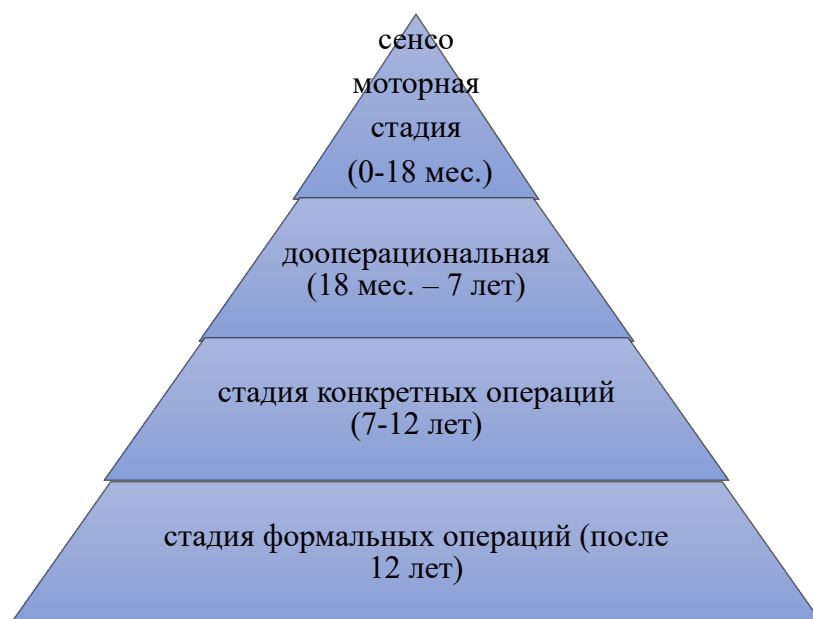 сенсо
моторная
стадия
(0-18 мес.)
дооперациональная
(18 мес. – 7 лет)
стадия конкретных операций
(7-12 лет)
стадия формальных операций (после
12 лет)